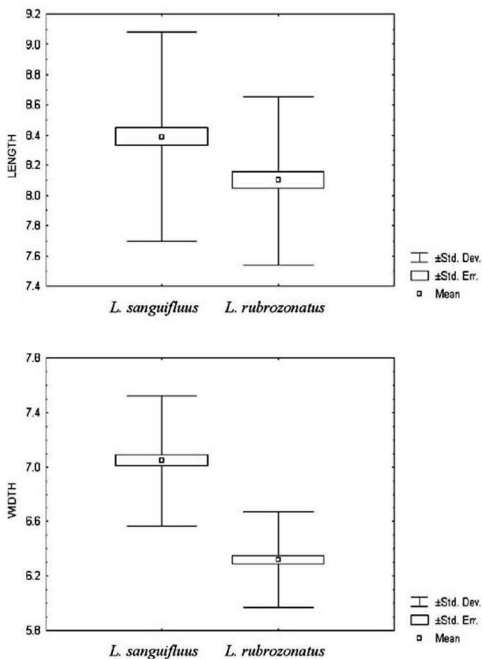 9.2
9.0
8.8
8.6
8.4
8.2
8.0
7.8
7.6
7.4
LENGTH
L. sanguifluus L. rubrozonatus
±Std. Dev.
±Std. Err.
Mean
7.8
7.4
7.0
6.6
6.2
5.8
WIDTH
L. sanguifluus L. rubrozonatus
±Std. Dev.
±Std. Err.
Mean